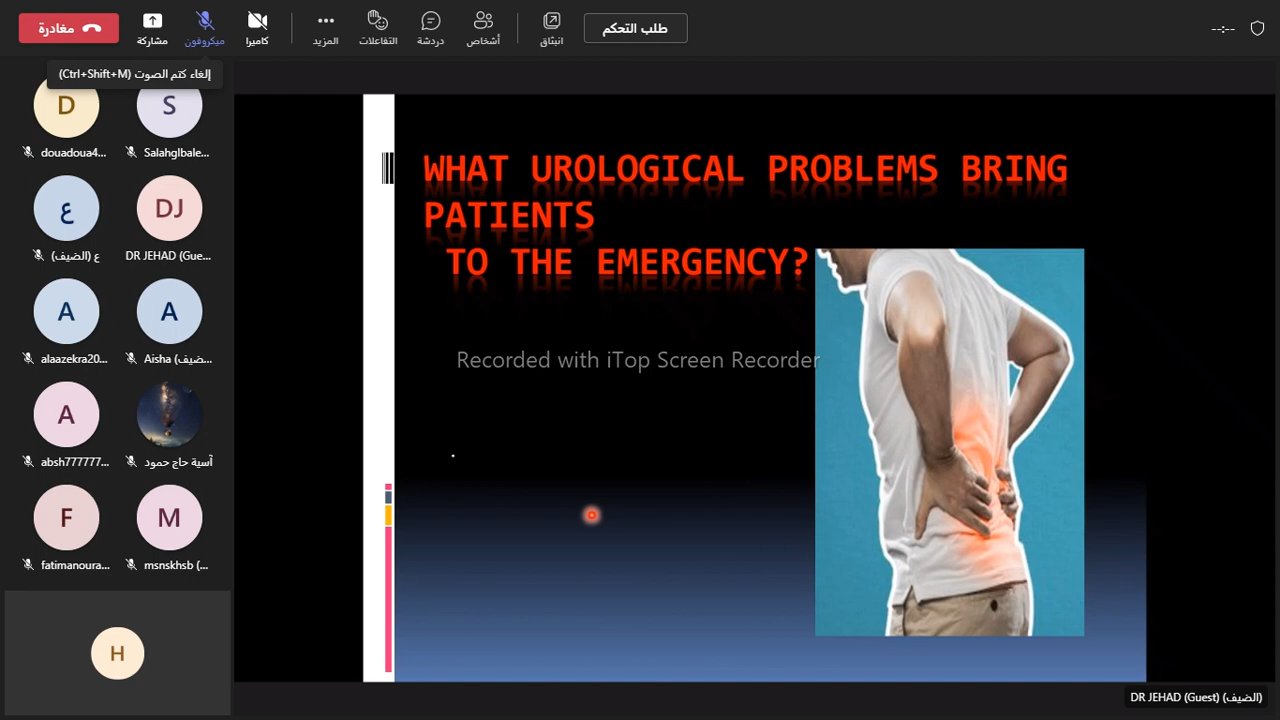 مغادرة
مشاركة
ميكروفون
كاميرا
المزيد
التفاعلات
دردشة
أشخاص
انبثاق
طلب التحكم
--:--
إلغاء كتم الصوت (Ctrl+Shift+M)
D
S
douadoua4...
Salahglbale...
ع
DJ
ع (الضيف)
DR JEHAD (Gue...
A
A
alaazekra20...
Aisha (ضيف...
A
absh777777...
آسية حاج حمود
F
M
fatimanoura...
msnskhsb (...
H
WHAT UROLOGICAL PROBLEMS BRING
PATIENTS
TO THE EMERGENCY?
Recorded with iTop Screen Recorder
.
DR JEHAD (Guest) (الضيف)